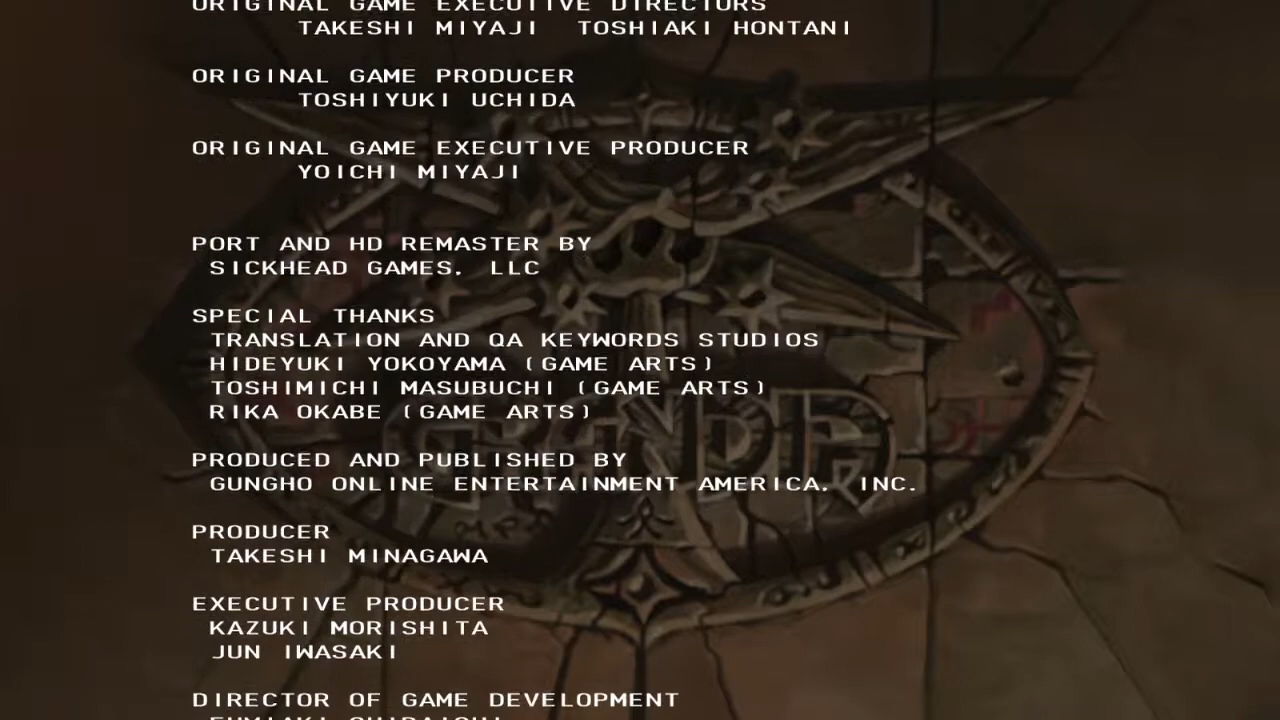 ORIGINAL GAME EXECUTIVE DIRECTORS
TAKESHI MIYAJI TOSHIAKI HONTANI
ORIGINAL GAME PRODUCER
TOSHIYUKI UCHIDA
ORIGINAL GAME EXECUTIVE PRODUCER
YOICHI MIYAJI
PORT AND HD REMASTER BY
SICKHEAD GAMES, LLC
SPECIAL THANKS
TRANSLATION AND QA KEYWORDS STUDIOS
HIDEYUKI YOKOYAMA (GAME ARTS)
TOSHIMICHI MASUBUCHI (GAME ARTS)
RIKA OKABE (GAME ARTS)
GRANDIA
PRODUCED AND PUBLISHED BY
GUNGHO ONLINE ENTERTAINMENT AMERICA, INC.
PRODUCER
TAKESHI MINAGAWA
EXECUTIVE PRODUCER
KAZUKI MORISHITA
JUN IWASAKI
DIRECTOR OF GAME DEVELOPMENT